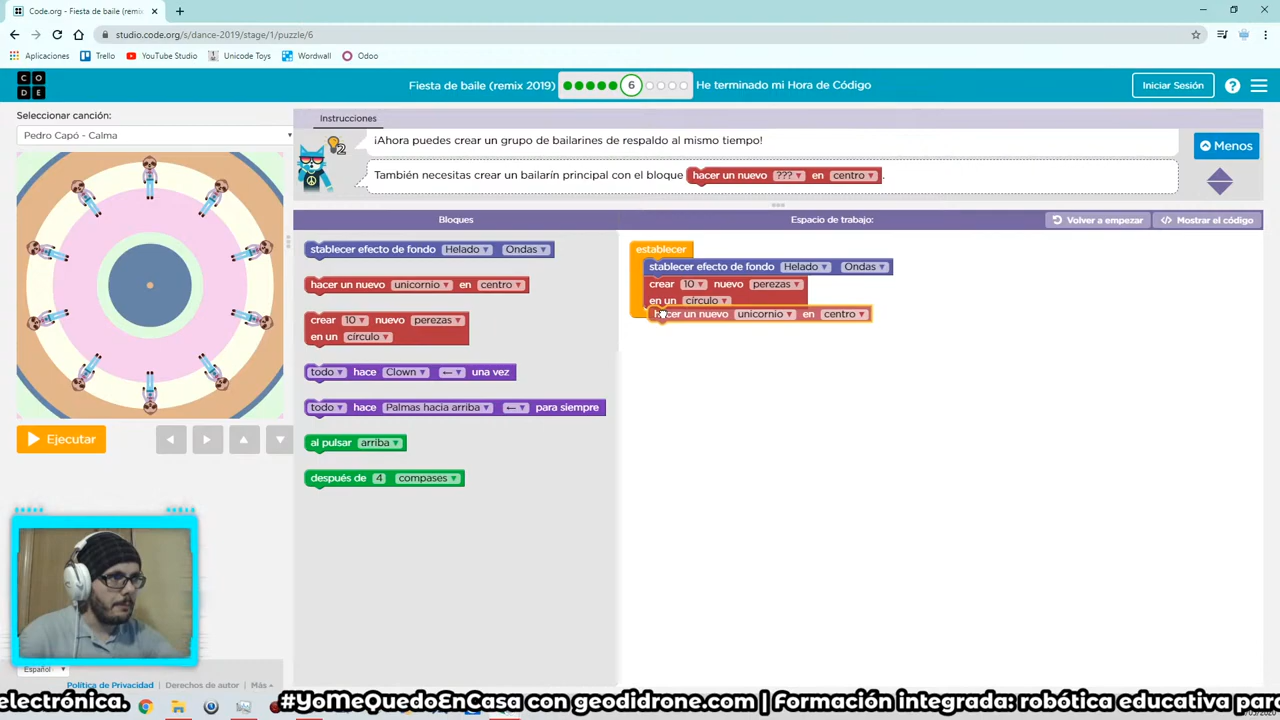 Code.org - Fiesta de baile (remix
studio.code.org/s/dance-2019/stage/1/puzzle/6
Aplicaciones Trello YouTube Studio Unicode Toys Wordwall Odoo
C O D E
Fiesta de baile (remix 2019) 6 He terminado mi Hora de Código
Iniciar Sesión
Seleccionar canción:
Pedro Capó - Calma
Instrucciones
2
¡Ahora puedes crear un grupo de bailarines de respaldo al mismo tiempo!
También necesitas crear un bailarín principal con el bloque hacer un nuevo ??? en centro .
Menos
Bloques
Espacio de trabajo:
Volver a empezar
Mostrar el código
stablecer efecto de fondo Helado Ondas
hacer un nuevo unicornio en centro
crear 10 nuevo perezas
en un círculo
todo hace Clown ← una vez
todo hace Palmas hacia arriba ← para siempre
al pulsar arriba
después de 4 compases
establecer
stablecer efecto de fondo Helado Ondas
crear 10 nuevo perezas
en un círculo
hacer un nuevo unicornio en centro
Ejecutar
Español
Política de Privacidad Derechos de autor Más
electrónica. #YoMeQuedoEnCasa con geodidrone.com | Formación integrada: robótica educativa para